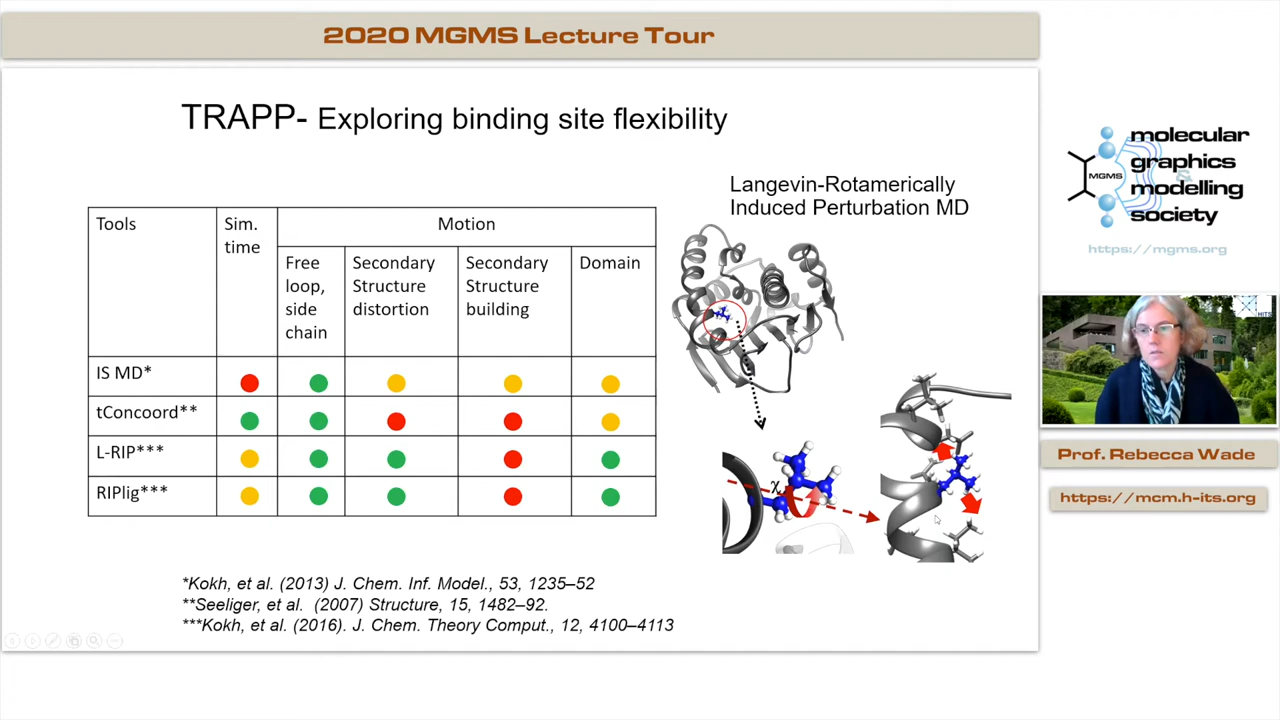 2020 MGMS Lecture Tour
TRAPP- Exploring binding site flexibility
Tools
Sim.
time
Motion
Free
loop,
side
chain
Secondary
Structure
distortion
Secondary
Structure
building
Domain
IS MD*
tConcoord**
L-RIP***
RIPlig***
Langevin-Rotamerically
Induced Perturbation MD
χ
*Kokh, et al. (2013) J. Chem. Inf. Model., 53, 1235–52
**Seeliger, et al. (2007) Structure, 15, 1482–92.
***Kokh, et al. (2016). J. Chem. Theory Comput., 12, 4100–4113
MGMS
molecular
graphics
&
modelling
society
https://mgms.org
HITS
Prof. Rebecca Wade
https://mcm.h-its.org